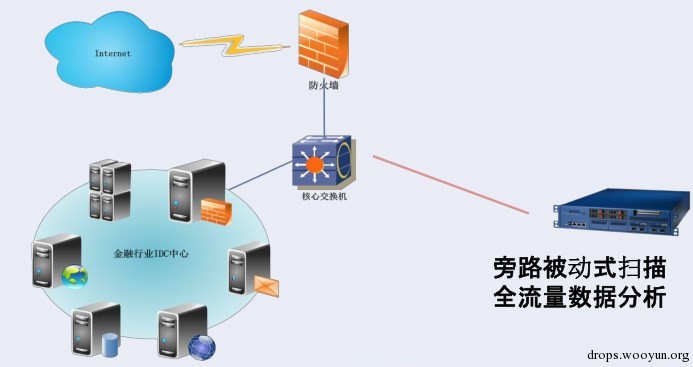 Internet
防火墙
核心交换机
金融行业IDC中心
旁路被动式扫描
全流量数据分析
drops.wooyun.org